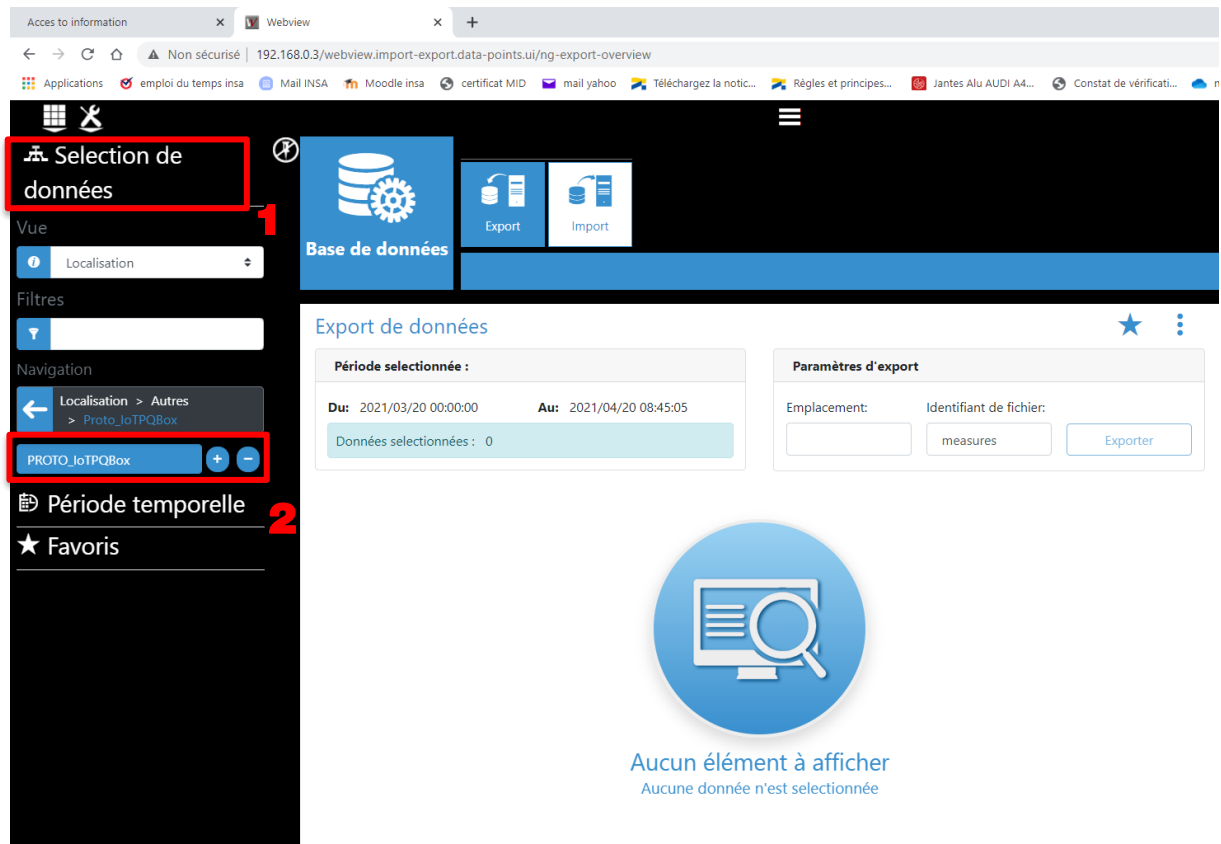 Acces to information
Webview
Non sécurisé | 192.168.0.3/webview.import-export.data-points.ui/ng-export-overview
Applications emploi du temps insa Mail INSA Moodle insa certificat MID mail yahoo Téléchargez la notic... Règles et principes... Jantes Alu AUDI A4... Constat de vérificati...
Selection de
données
1
Vue
Localisation
Filtres
Navigation
Localisation > Autres
> Proto_IoTPQBox
PROTO_IoTPQBox + −
2
Période temporelle
Favoris
Base de données
Export
Import
Export de données
Période selectionnée :
Du: 2021/03/20 00:00:00 Au: 2021/04/20 08:45:05
Données selectionnées : 0
Paramètres d'export
Emplacement: Identifiant de fichier:
measures Exporter
Aucun élément à afficher
Aucune donnée n'est selectionnée